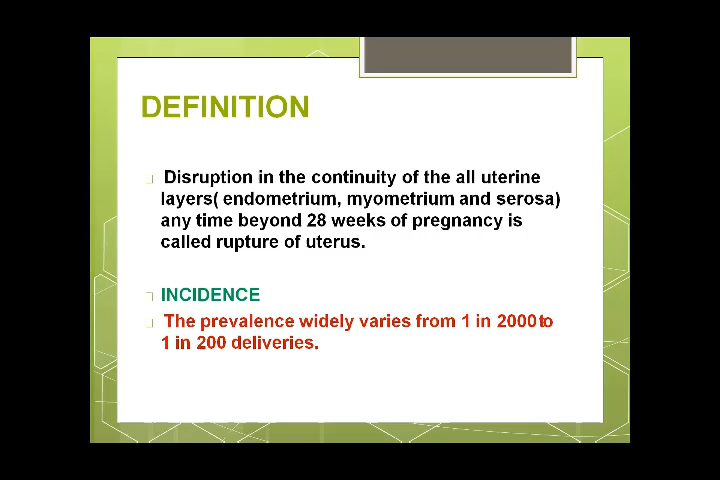 DEFINITION
Disruption in the continuity of the all uterine
layers( endometrium, myometrium and serosa)
any time beyond 28 weeks of pregnancy is
called rupture of uterus.
INCIDENCE
The prevalence widely varies from 1 in 2000 to
1 in 200 deliveries.